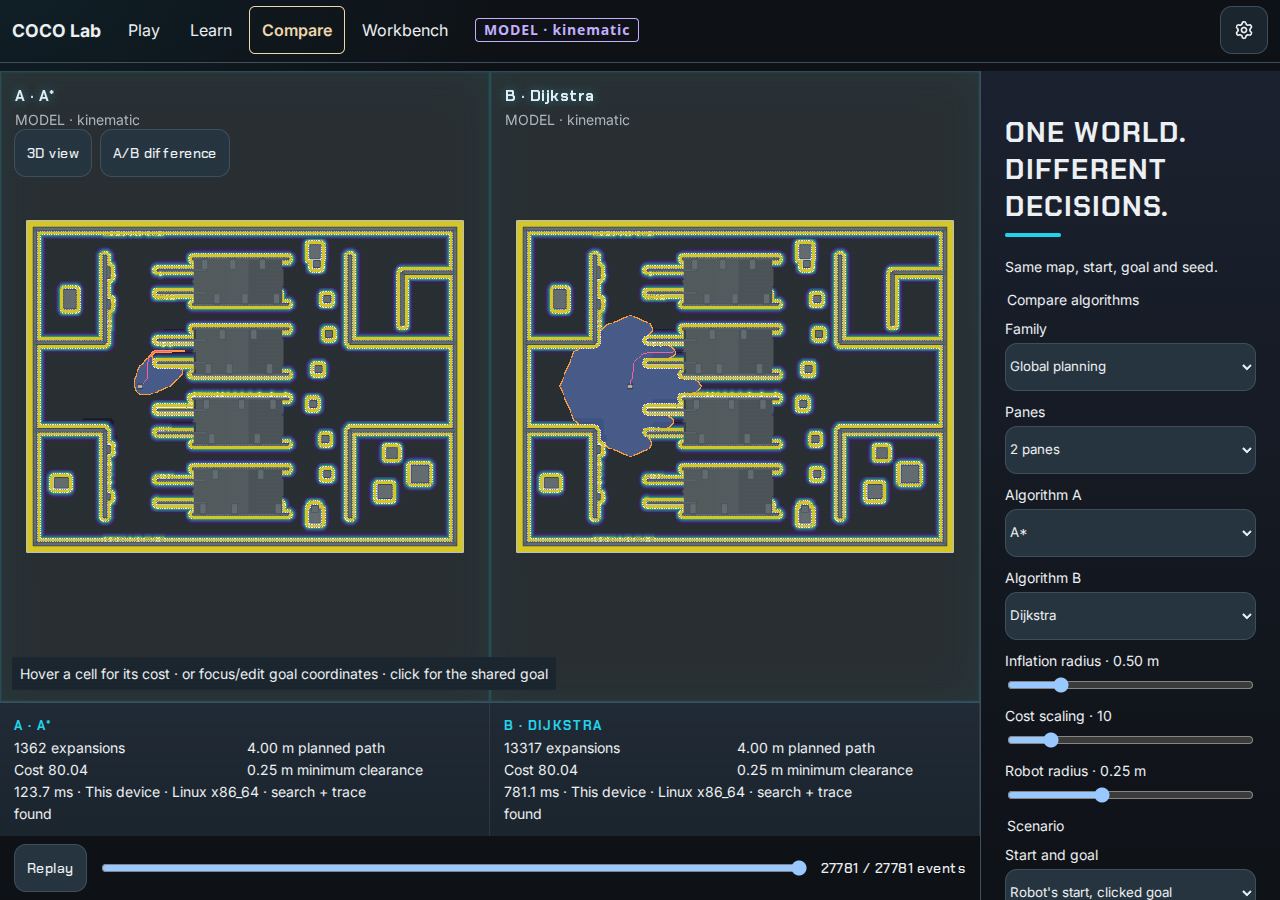 COCO Lab Play Learn Compare Workbench MODEL · kinematic
A · A*
MODEL · kinematic
3D view A/B difference
B · Dijkstra
MODEL · kinematic
Hover a cell for its cost · or focus/edit goal coordinates · click for the shared goal
A · A*
1362 expansions 4.00 m planned path
Cost 80.04 0.25 m minimum clearance
123.7 ms · This device · Linux x86_64 · search + trace
found
B · DIJKSTRA
13317 expansions 4.00 m planned path
Cost 80.04 0.25 m minimum clearance
781.1 ms · This device · Linux x86_64 · search + trace
found
Replay 27781 / 27781 events
ONE WORLD.
DIFFERENT
DECISIONS.
Same map, start, goal and seed.
Compare algorithms
Family
Global planning
Panes
2 panes
Algorithm A
A*
Algorithm B
Dijkstra
Inflation radius · 0.50 m
Cost scaling · 10
Robot radius · 0.25 m
Scenario
Start and goal
Robot's start, clicked goal